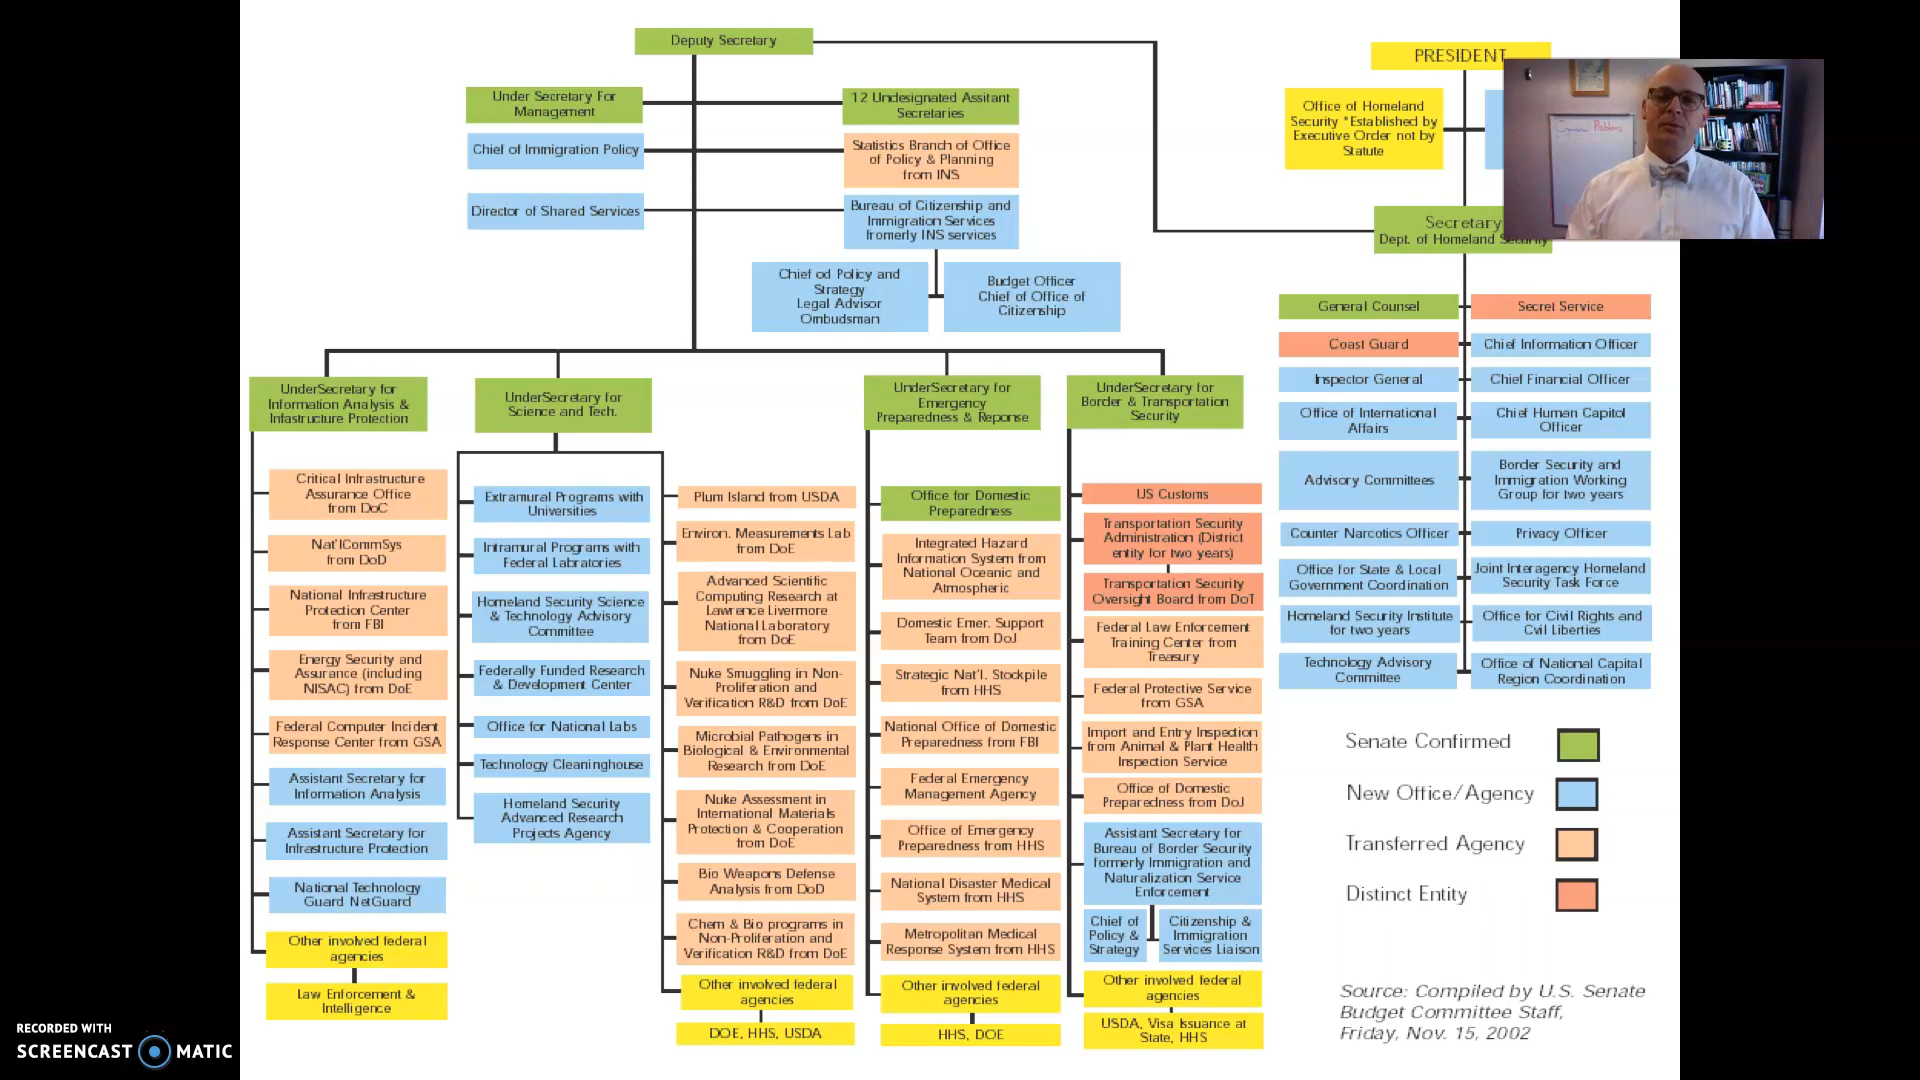 Deputy Secretary
PRESIDENT
Under Secretary For
Management
12 Undesignated Assitant
Secretaries
Office of Homeland
Security *Established by
Executive Order not by
Statute
Chief of Immigration Policy
Statistics Branch of Office
of Policy & Planning
from INS
Director of Shared Services
Bureau of Citizenship and
Immigration Services
fromerly INS services
Secretary
Dept. of Homeland Security
Chief od Policy and
Strategy
Legal Advisor
Ombudsman
Budget Officer
Chief of Office of
Citizenship
General Counsel
Secret Service
Coast Guard
Chief Information Officer
Inspector General
Chief Financial Officer
Office of International
Affairs
Chief Human Capitol
Officer
Advisory Committees
Border Security and
Immigration Working
Group for two years
Counter Narcotics Officer
Privacy Officer
Office for State & Local
Government Coordination
Joint Interagency Homeland
Security Task Force
Homeland Security Institute
for two years
Office for Civil Rights and
Cvil Liberties
Technology Advisory
Committee
Office of National Capital
Region Coordination
UnderSecretary for
Information Analysis &
Infastructure Protection
Critical Infrastructure
Assurance Office
from DoC
Nat'lCommSys
from DoD
National Infrastructure
Protection Center
from FBI
Energy Security and
Assurance (including
NISAC) from DoE
Federal Computer Incident
Response Center from GSA
Assistant Secretary for
Information Analysis
Assistant Secretary for
Infrastructure Protection
National Technology
Guard NetGuard
Other involved federal
agencies
Law Enforcement &
Intelligence
UnderSecretary for
Science and Tech.
Extramural Programs with
Universities
Intramural Programs with
Federal Labratories
Homeland Security Science
& Technology Advisory
Committee
Federally Funded Research
& Development Center
Office for National Labs
Technology Cleaninghouse
Homeland Security
Advanced Research
Projects Agency
Plum Island from USDA
Environ. Measurements Lab
from DoE
Advanced Scientific
Computing Research at
Lawrence Livermore
National Laboratory
from DoE
Nuke Smuggling in Non-
Proliferation and
Verification R&D from DoE
Microbial Pathogens in
Biological & Environmental
Research from DoE
Nuke Assessment in
International Materials
Protection & Cooperation
from DoE
Bio Weapons Defense
Analysis from DoD
Chem & Bio programs in
Non-Proliferation and
Verification R&D from DoE
Other involved federal
agencies
DOE, HHS, USDA
UnderSecretary for
Emergency
Preparedness & Reponse
Office for Domestic
Preparedness
Integrated Hazard
Information System from
National Oceanic and
Atmospheric
Domestic Emer. Support
Team from DoJ
Strategic Nat'l. Stockpile
from HHS
National Office of Domestic
Preparedness from FBI
Federal Emergency
Management Agency
Office of Emergency
Preparedness from HHS
National Disaster Medical
System from HHS
Metropolitan Medical
Response System from HHS
Other involved federal
agencies
HHS, DOE
UnderSecretary for
Border & Transportation
Security
US Customs
Transportation Security
Administration (District
entity for two years)
Transportation Security
Oversight Board from DoT
Federal Law Enforcement
Training Center from
Treasury
Federal Protective Service
from GSA
Import and Entry Inspection
from Animal & Plant Health
Inspection Service
Office of Domestic
Preparedness from DoJ
Assistant Secretary for
Bureau of Border Security
formerly Immigration and
Naturalization Service
Enforcement
Chief of
Policy &
Strategy
Citizenship &
Immigration
Services Liaison
Other involved federal
agencies
USDA, Visa Issuance at
State, HHS
Senate Confirmed
New Office/Agency
Transferred Agency
Distinct Entity
Source: Compiled by U.S. Senate
Budget Committee Staff,
Friday, Nov. 15, 2002
RECORDED WITH
SCREENCAST MATIC